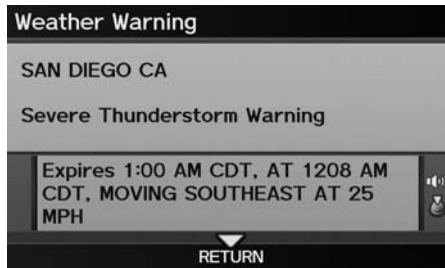 Weather Warning
SAN DIEGO CA
Severe Thunderstorm Warning
Expires 1:00 AM CDT, AT 1208 AM
CDT, MOVING SOUTHEAST AT 25
MPH
RETURN